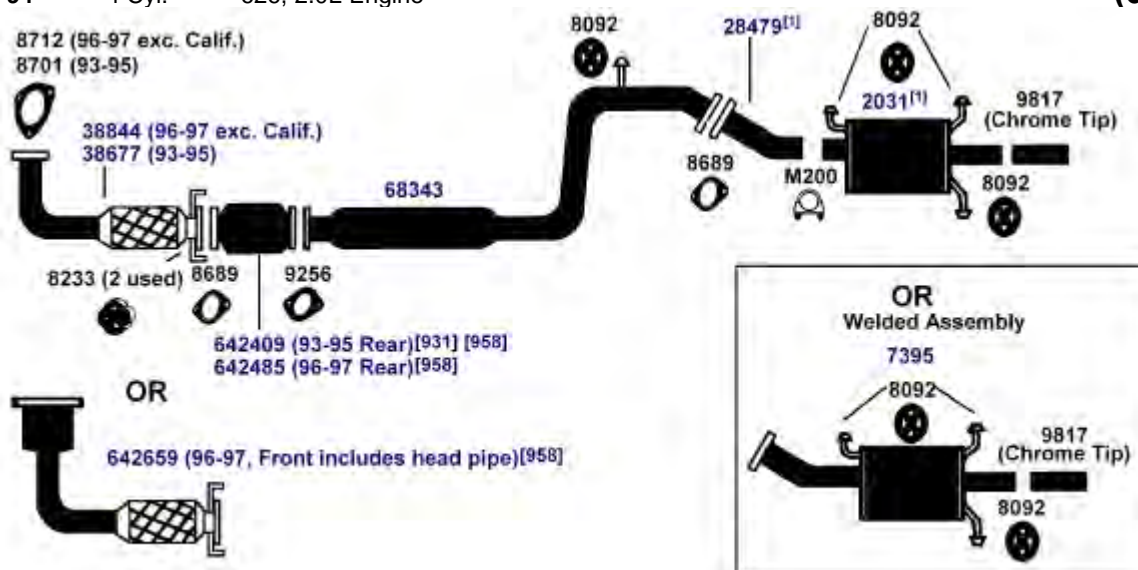 8712 (96-97 exc. Calif.)
8701 (93-95)
38844 (96-97 exc. Calif.)
38677 (93-95)
8092
28479[1]
8092
2031[1]
9817
(Chrome Tip)
68343
8689
M200
8092
8233 (2 used)
8689
9256
642409 (93-95 Rear)[931] [958]
642485 (96-97 Rear)[958]
OR
642659 (96-97, Front includes head pipe)[958]
OR
Welded Assembly
7395
8092
9817
(Chrome Tip)
8092